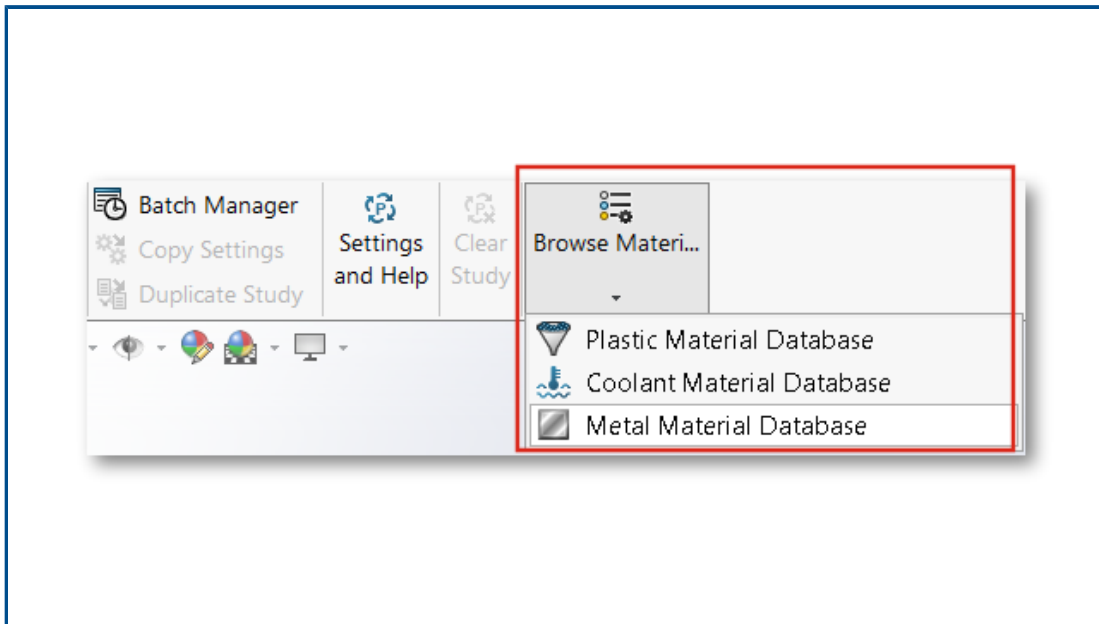 Batch Manager
Copy Settings
Duplicate Study
Settings
and Help
Clear
Study
Browse Materi...
Plastic Material Database
Coolant Material Database
Metal Material Database